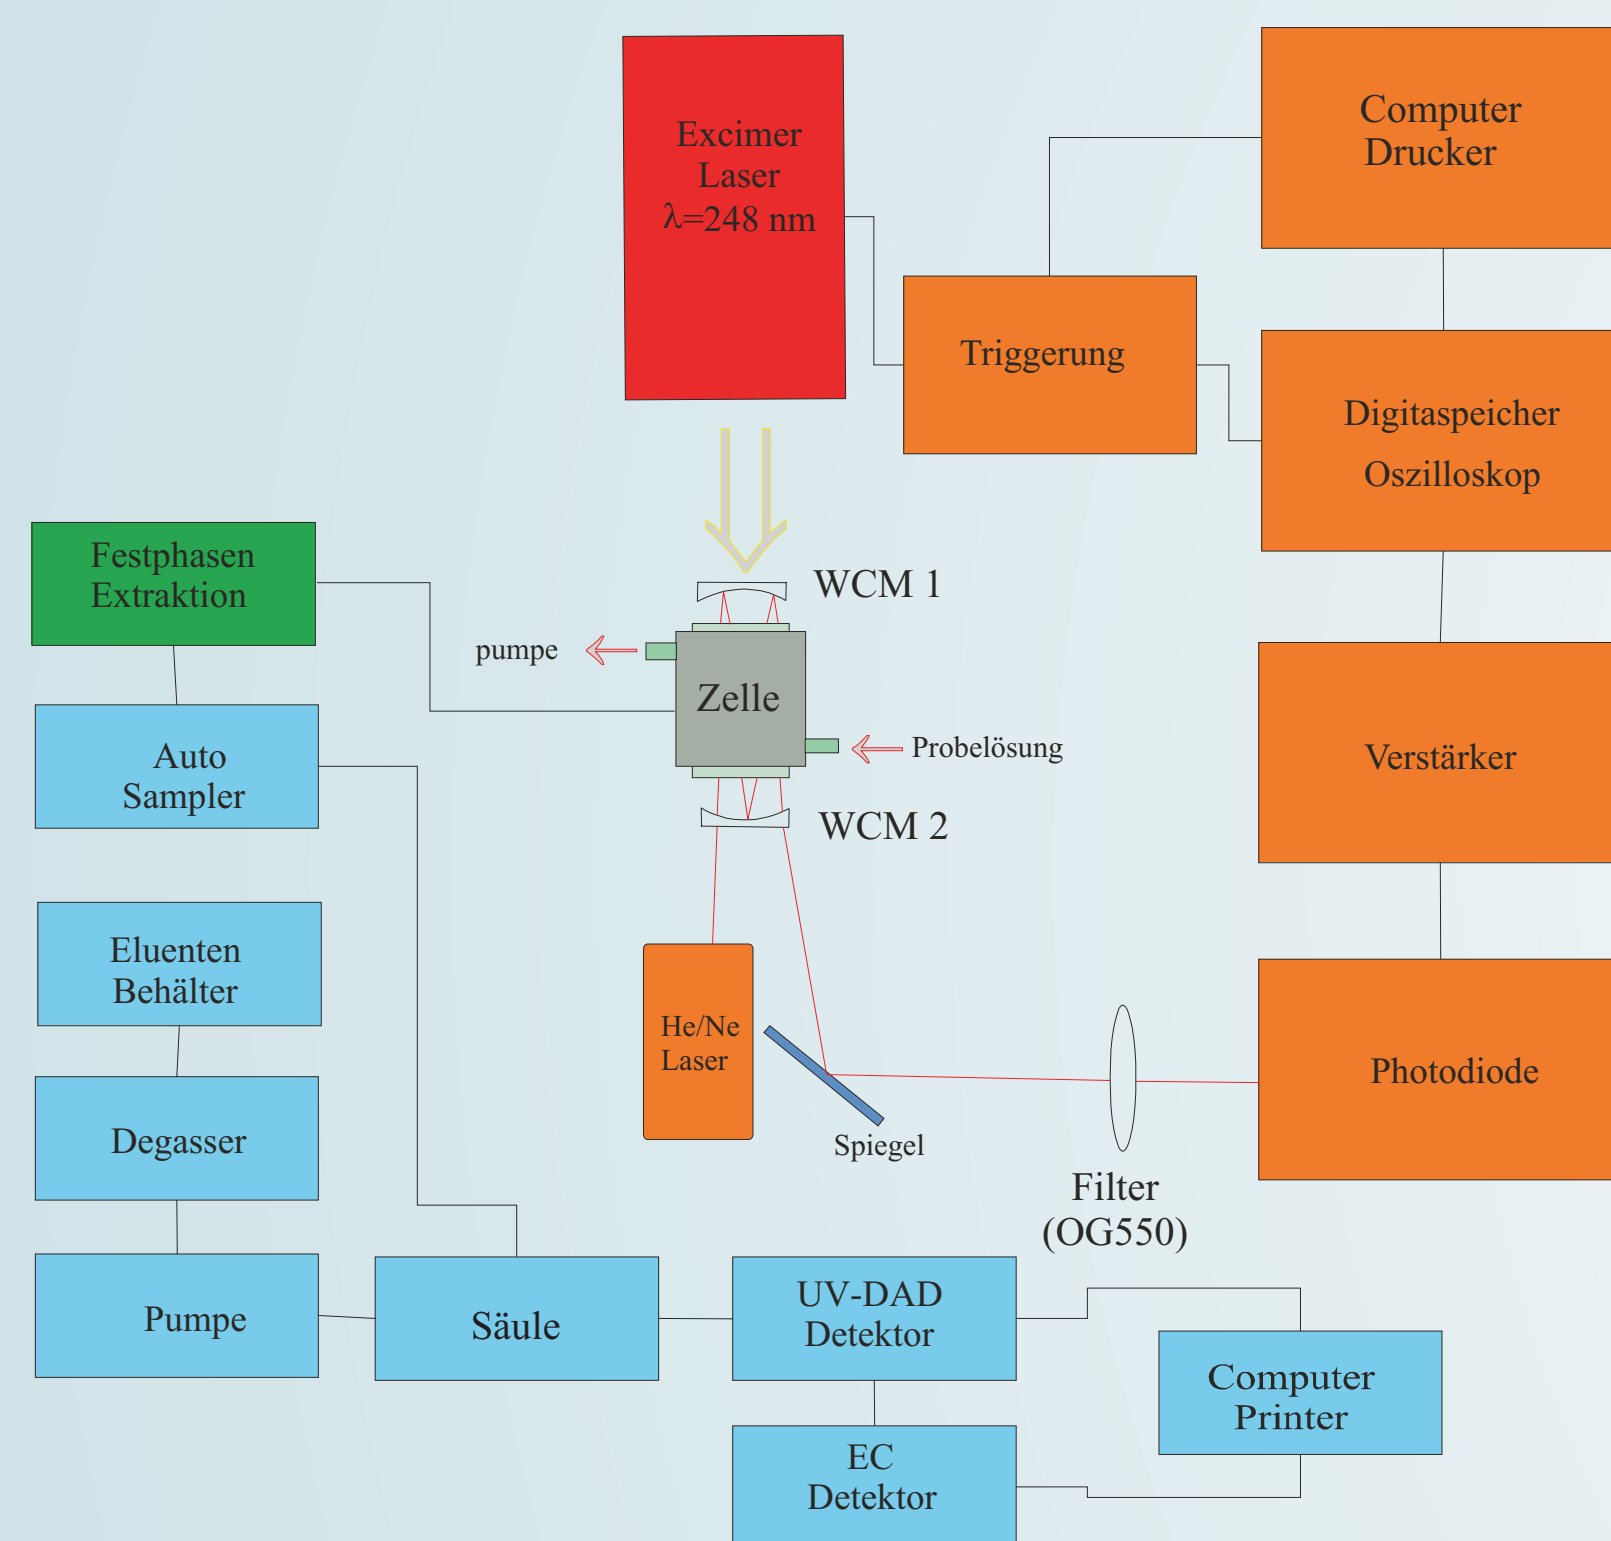 Excimer
Laser
λ=248 nm
Computer
Drucker
Triggerung
Digitaspeicher
Oszilloskop
Festphasen
Extraktion
WCM 1
pumpe
Zelle
Probelösung
Auto
Sampler
Verstärker
WCM 2
Eluenten
Behälter
He/Ne
Laser
Photodiode
Degasser
Spiegel
Filter
(OG550)
Pumpe
Säule
UV-DAD
Detektor
Computer
Printer
EC
Detektor